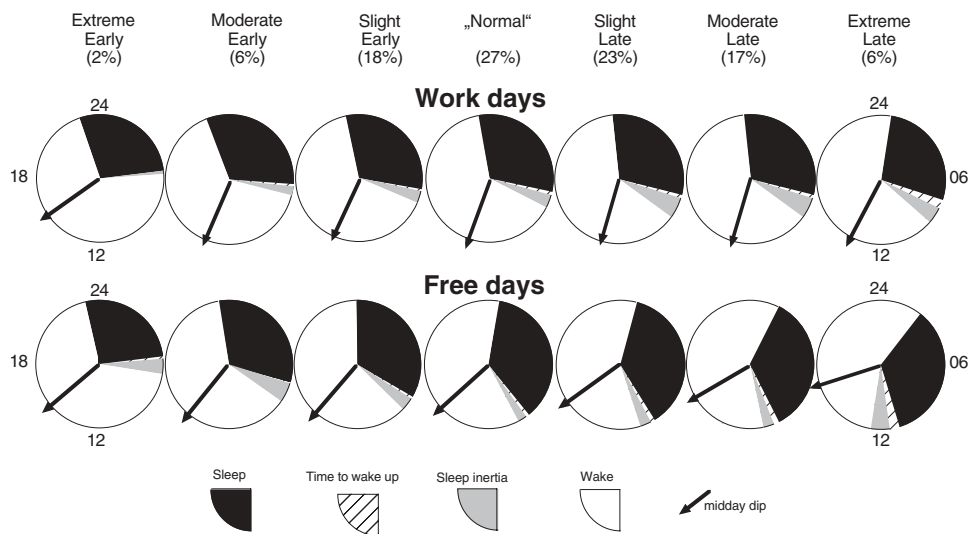 Extreme Early (2%)
Moderate Early (6%)
Slight Early (18%)
„Normal“ (27%)
Slight Late (23%)
Moderate Late (17%)
Extreme Late (6%)
Work days
24
24
18
06
12
12
Free days
24
24
18
06
12
12
Sleep
Time to wake up
Sleep inertia
Wake
midday dip